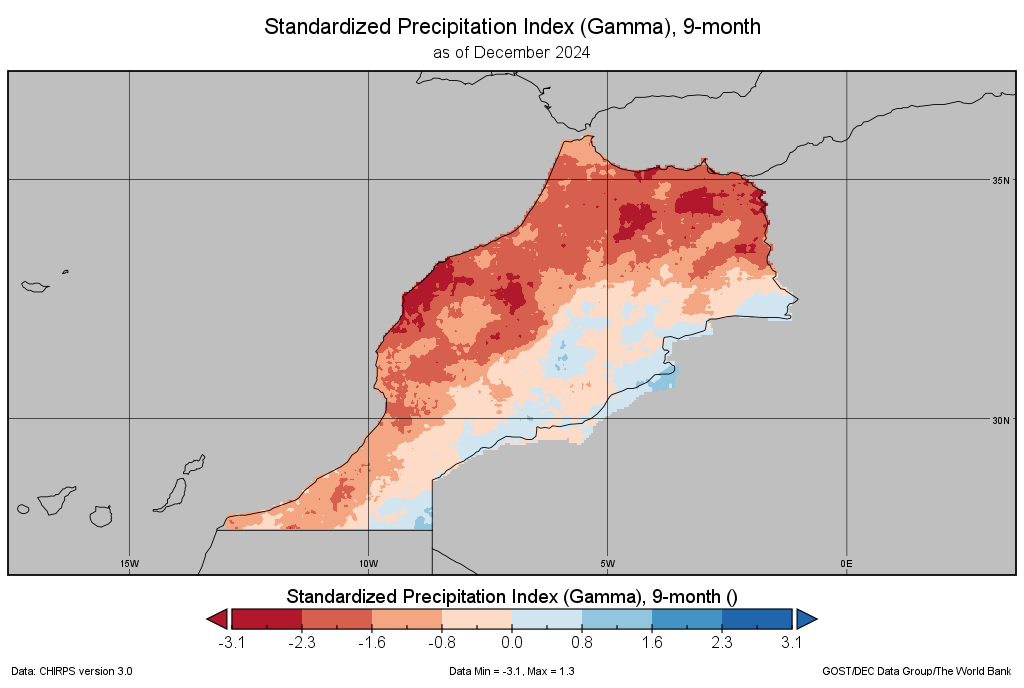 Standardized Precipitation Index (Gamma), 9-month
as of December 2024
35N
30N
15W 10W 5W 0E
Standardized Precipitation Index (Gamma), 9-month ()
-3.1 -2.3 -1.6 -0.8 0.0 0.8 1.6 2.3 3.1
Data: CHIRPS version 3.0 Data Min = -3.1, Max = 1.3 GOST/DEC Data Group/The World Bank